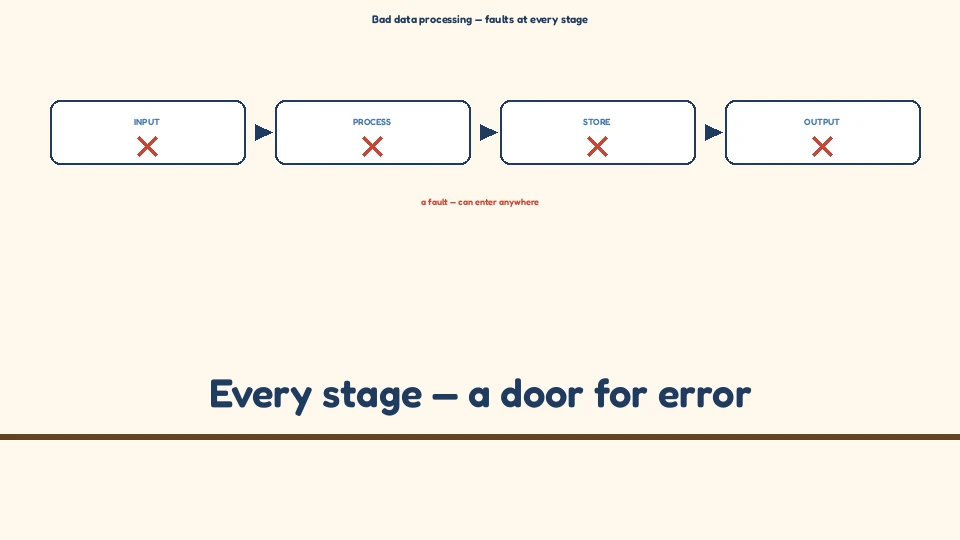 Bad data processing — faults at every stage
INPUT
PROCESS
STORE
OUTPUT
a fault — can enter anywhere
Every stage — a door for error